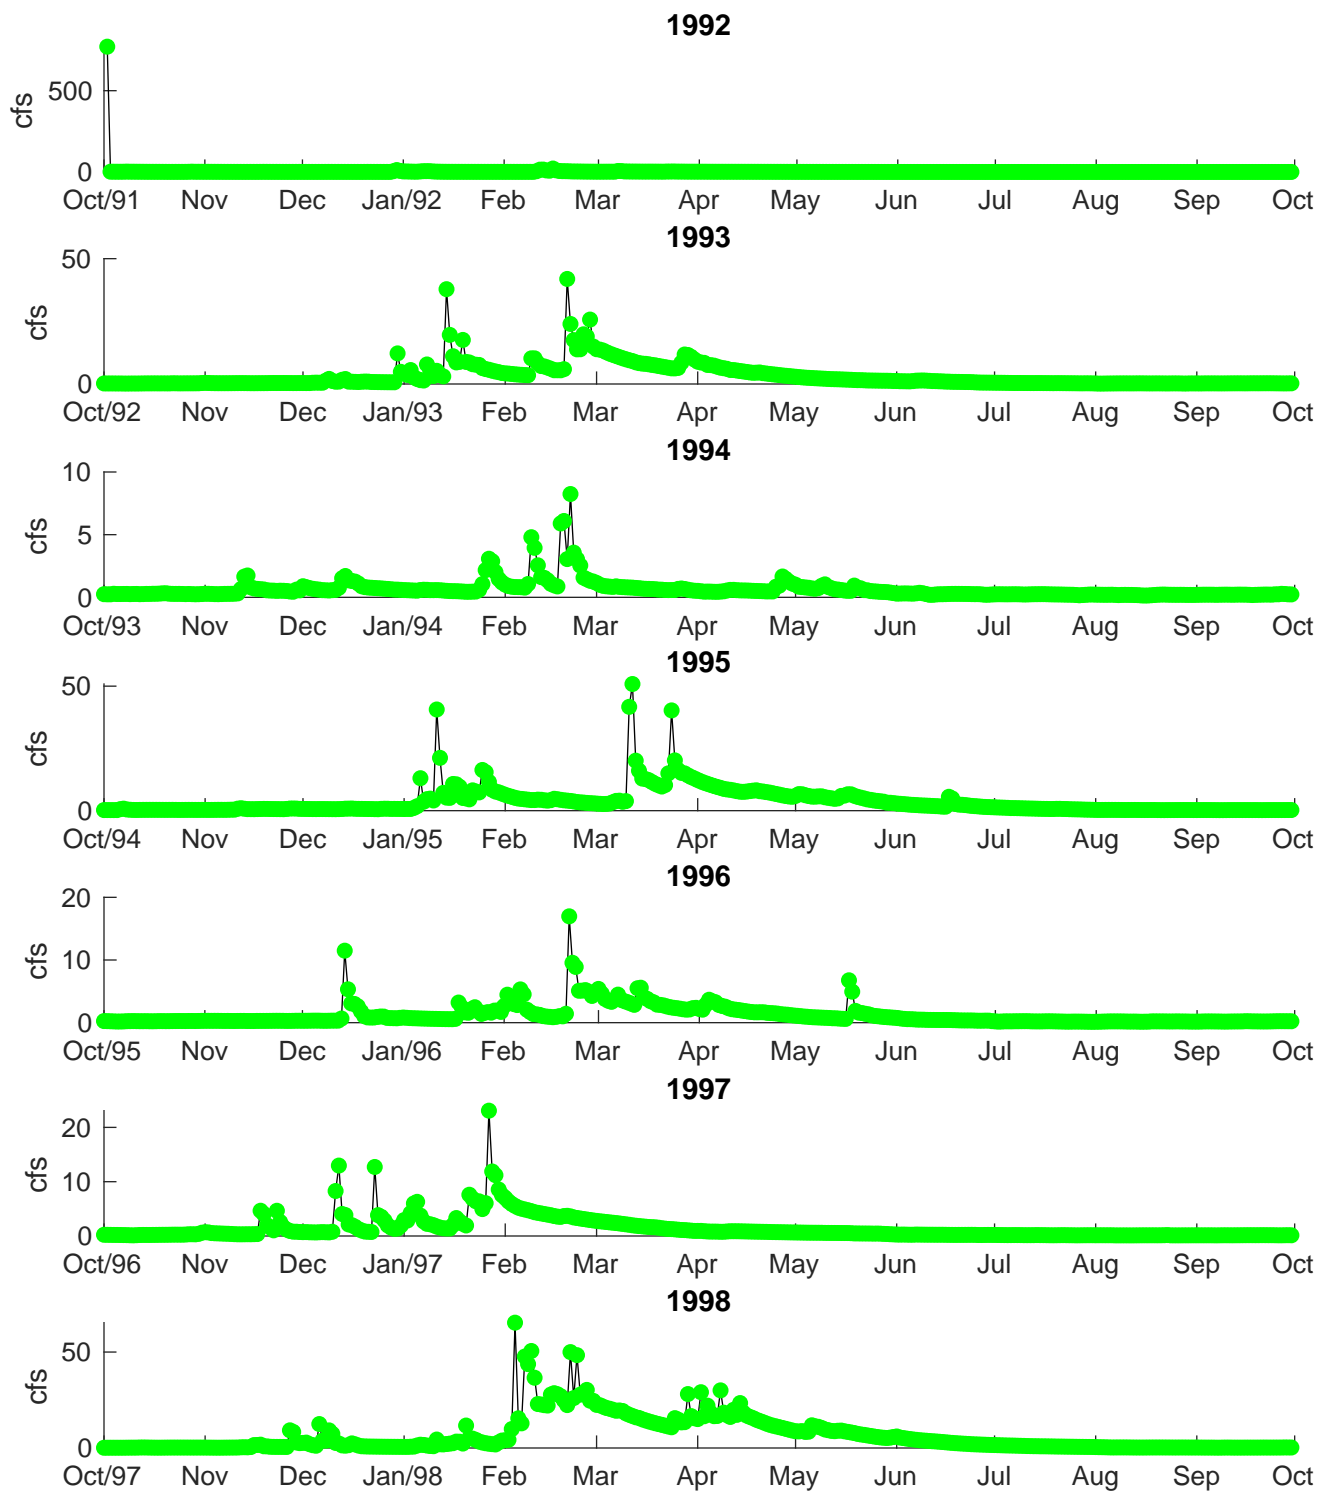 1992
cfs
500
0
Oct/91 Nov Dec Jan/92 Feb Mar Apr May Jun Jul Aug Sep Oct
1993
cfs
50
0
Oct/92 Nov Dec Jan/93 Feb Mar Apr May Jun Jul Aug Sep Oct
1994
cfs
10
5
0
Oct/93 Nov Dec Jan/94 Feb Mar Apr May Jun Jul Aug Sep Oct
1995
cfs
50
0
Oct/94 Nov Dec Jan/95 Feb Mar Apr May Jun Jul Aug Sep Oct
1996
cfs
20
10
0
Oct/95 Nov Dec Jan/96 Feb Mar Apr May Jun Jul Aug Sep Oct
1997
cfs
20
10
0
Oct/96 Nov Dec Jan/97 Feb Mar Apr May Jun Jul Aug Sep Oct
1998
cfs
50
0
Oct/97 Nov Dec Jan/98 Feb Mar Apr May Jun Jul Aug Sep Oct